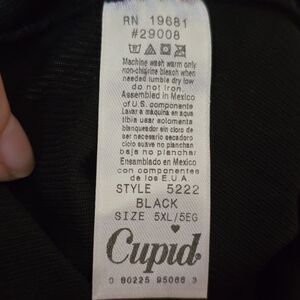 RN 19681
#29008
Machine wash warm only
non-chlorine bleach when
needed tumble dry low
do not iron.
Assembled in Mexico
of U.S. components
Lavar a máquina en agua
tibia usar solomente
blanqueador sin cloro de
ser necesario secadoro
ciclo suave no planchar
baja no planchar
Ensamblado en Mexico
con componentes
de los E.U.A.
STYLE 5222
BLACK
SIZE 5XL/5EG
Cupid
0 80225 95066 3